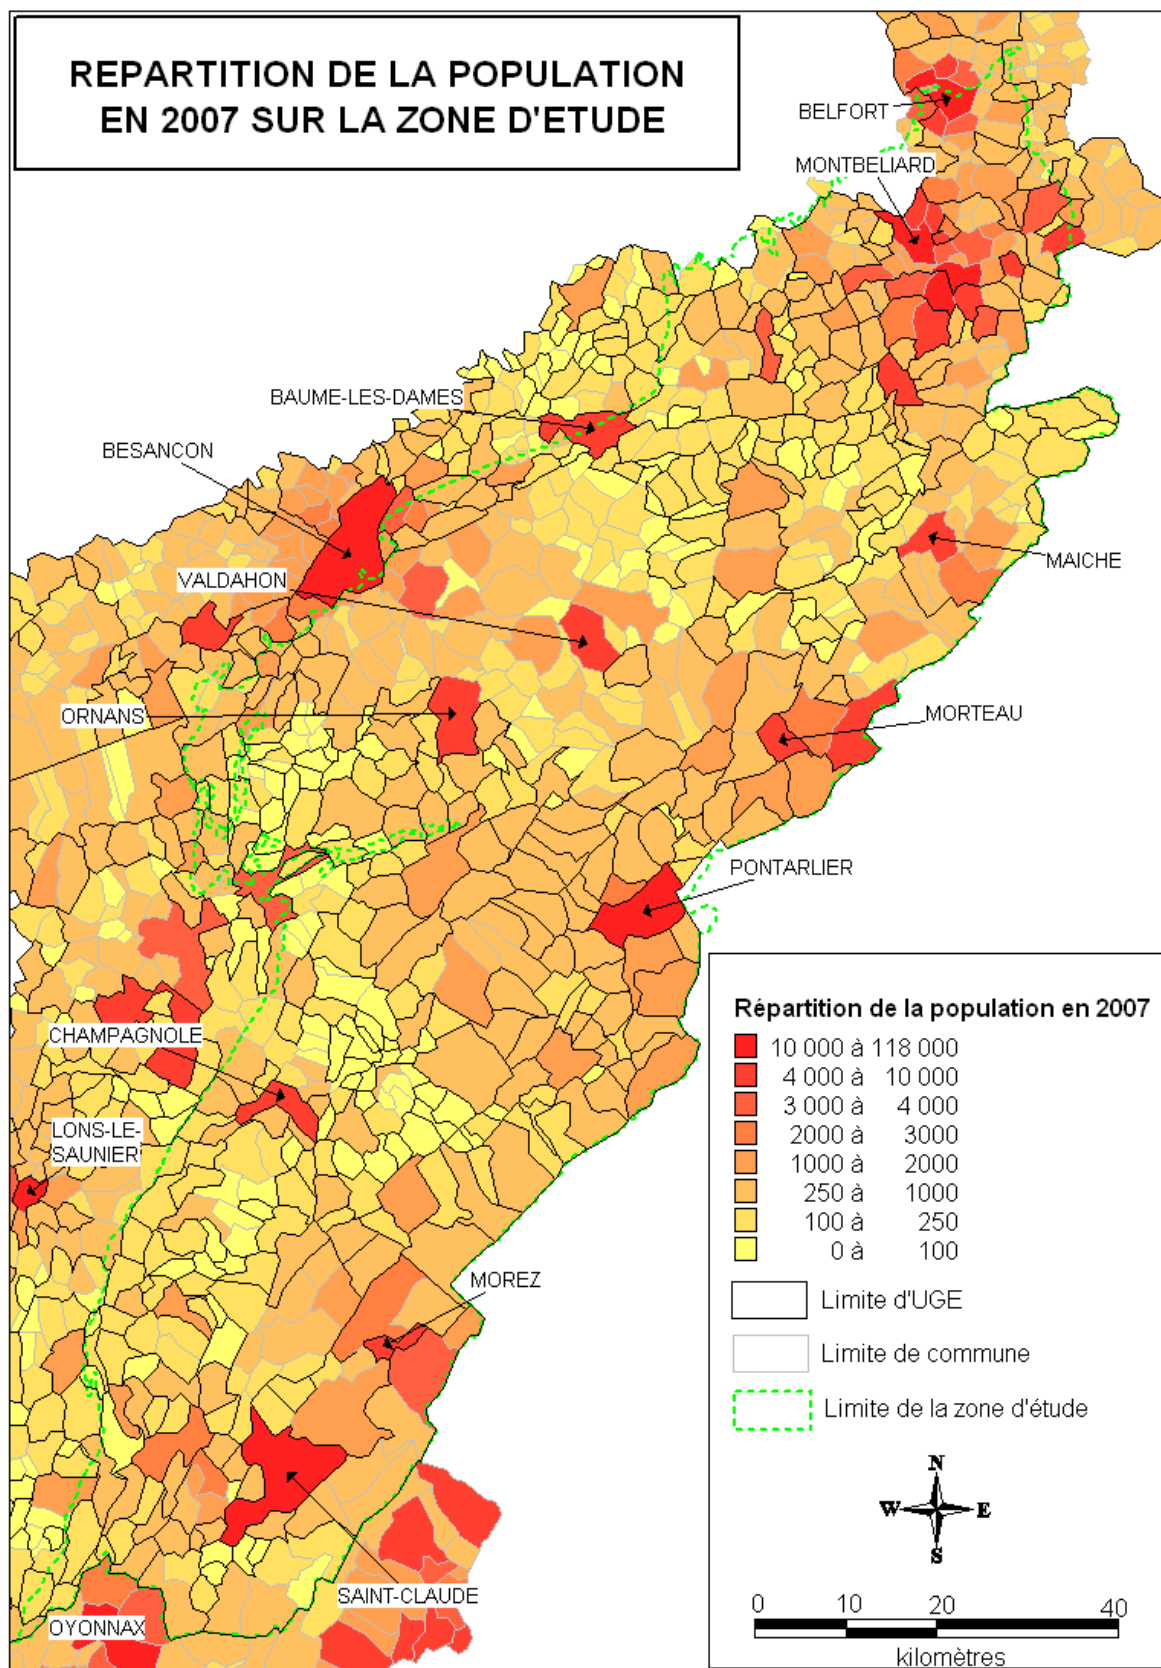 REPARTITION DE LA POPULATION
EN 2007 SUR LA ZONE D'ETUDE
BELFORT
MONTBELIARD
BAUME-LES-DAMES
BESANCON
MAICHE
VALDAHON
ORNANS
MORTEAU
PONTARLIER
CHAMPAGNOLE
LONS-LE-
SAUNIER
MOREZ
SAINT-CLAUDE
OYONNAX
Répartition de la population en 2007
10 000 à 118 000
4 000 à 10 000
3 000 à 4 000
2000 à 3000
1000 à 2000
250 à 1000
100 à 250
0 à 100
Limite d'UGE
Limite de commune
Limite de la zone d'étude
N
W E
S
0 10 20 40
kilomètres